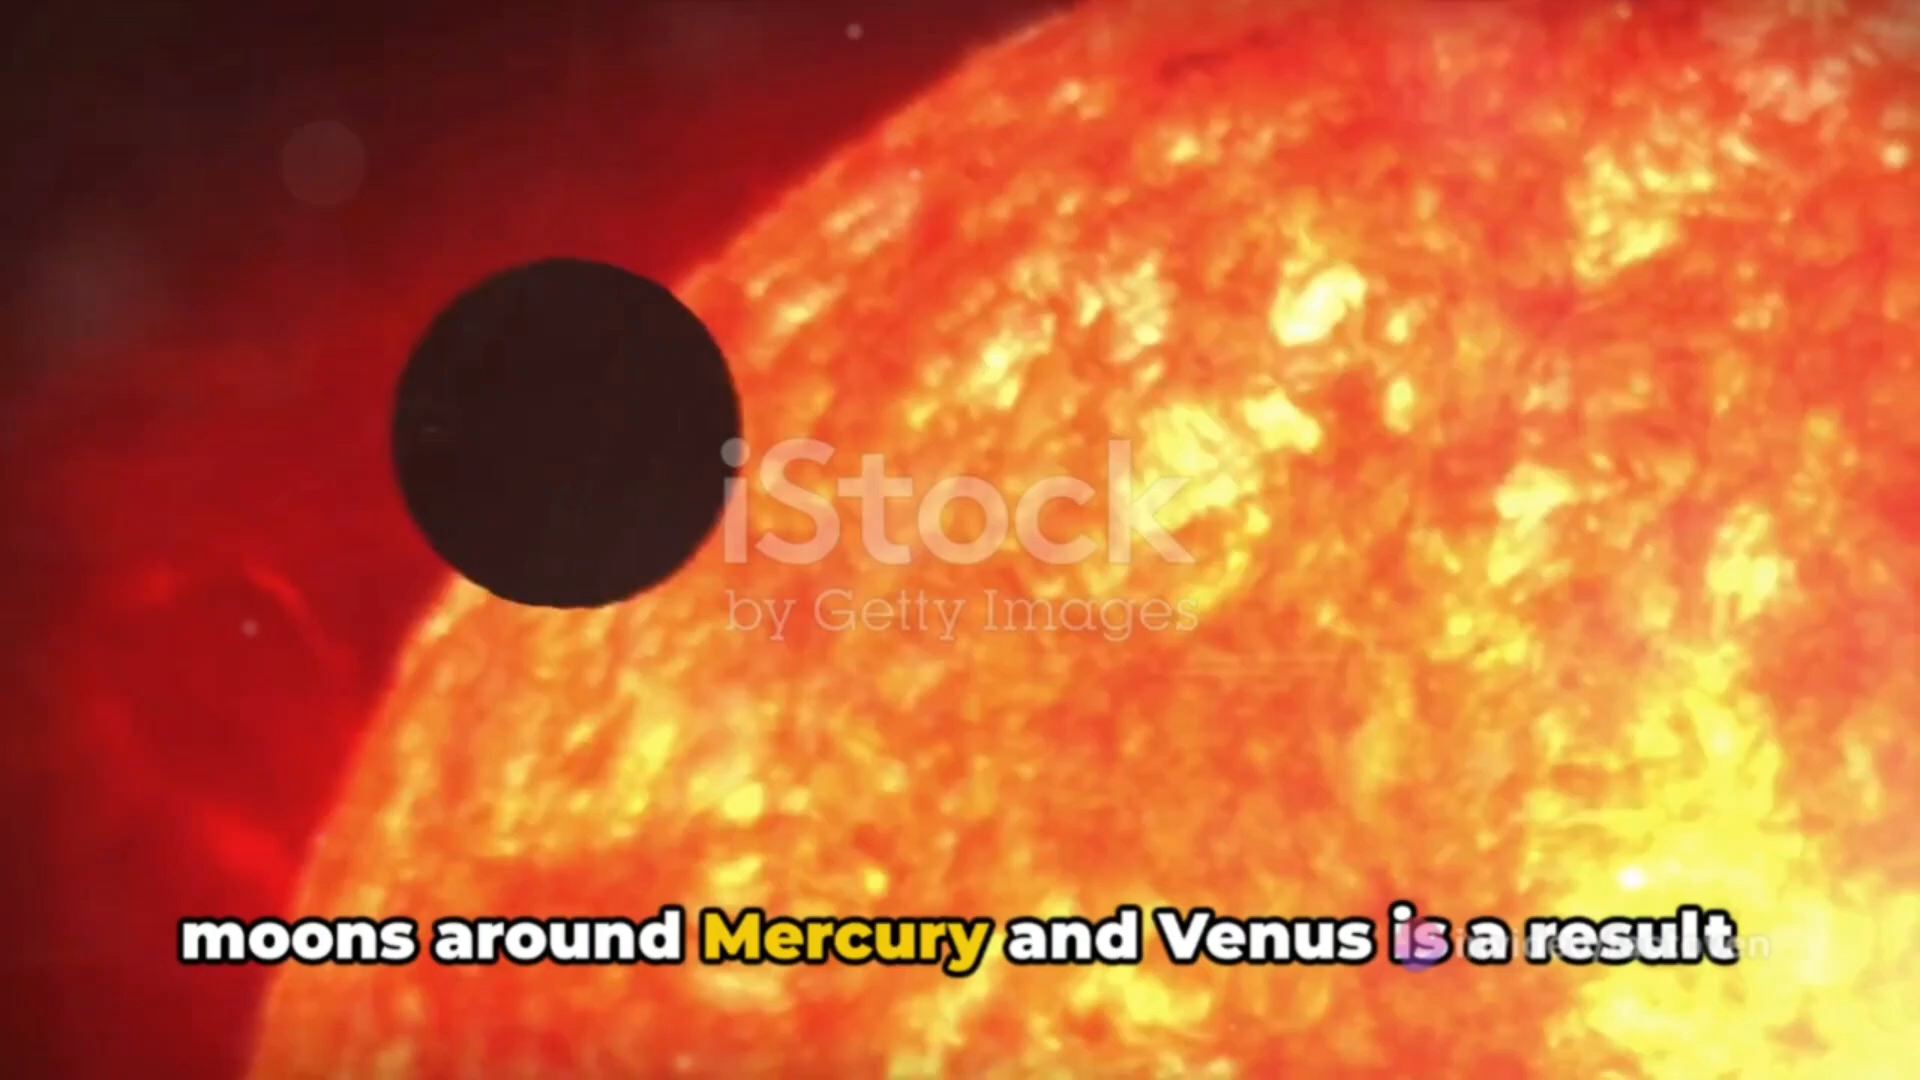 iStock
by Getty Images
moons around Mercury and Venus is a result